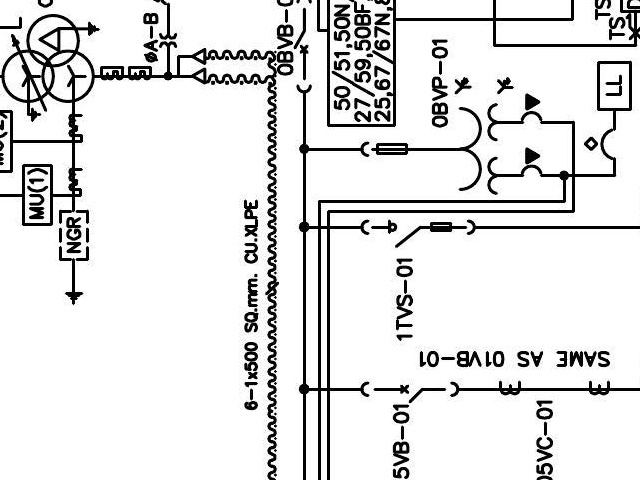 ØA-B
0BVB-0
50/51,50N
27/59,50BF
25,67/67N,
0BVP-01
TS
TS
LL
MU(1)
NGR
6-1x500 SQ.mm. CU.XLPE
1TVS-01
SAME AS 01VB-01
5VB-01
05VC-01